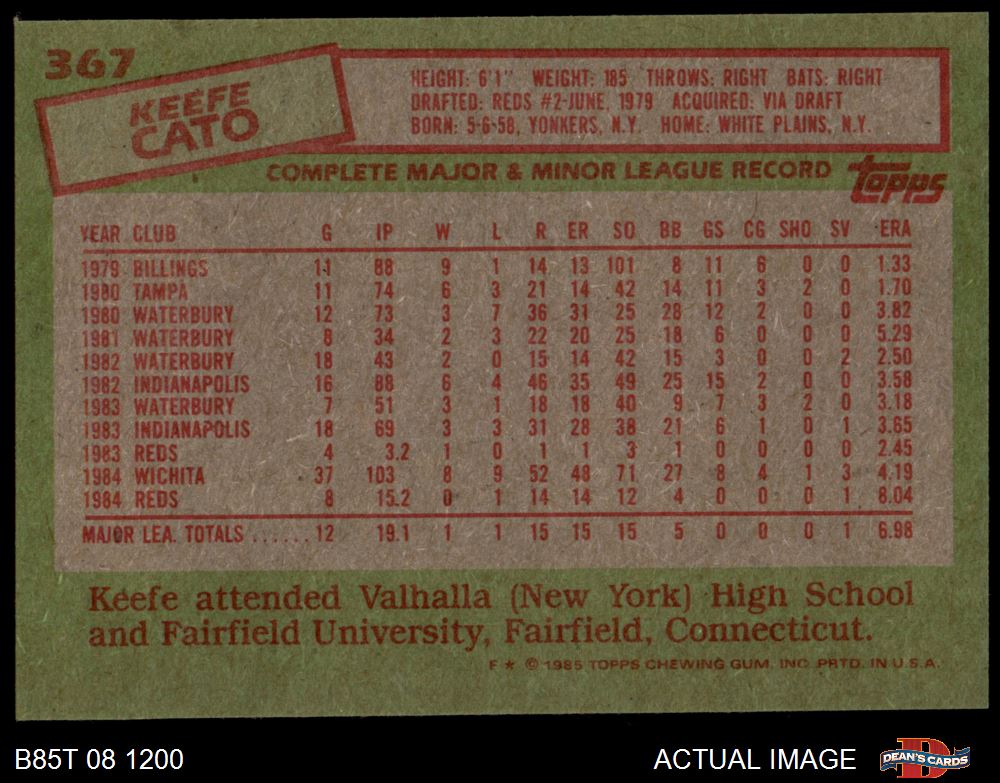 367
KEEFE
CATO
HEIGHT: 6'1" WEIGHT: 185 THROWS: RIGHT BATS: RIGHT
DRAFTED: REDS #2-JUNE, 1979 ACQUIRED: VIA DRAFT
BORN: 5-6-58, YONKERS, N.Y. HOME: WHITE PLAINS, N.Y.
COMPLETE MAJOR & MINOR LEAGUE RECORD
topps
YEAR CLUB G IP W L R ER SO BB GS CG SHO SV ERA
1979 BILLINGS 11 88 9 1 14 13 101 8 11 6 0 0 1.33
1980 TAMPA 11 74 6 3 21 14 42 14 11 3 2 0 1.70
1980 WATERBURY 12 73 3 7 36 31 25 28 12 2 0 0 3.82
1981 WATERBURY 8 34 2 3 22 20 25 18 6 0 0 0 5.29
1982 WATERBURY 18 43 2 0 15 14 42 15 3 0 0 2 2.50
1982 INDIANAPOLIS 16 88 6 4 46 35 49 25 15 2 0 0 3.58
1983 WATERBURY 7 51 3 1 18 18 40 9 7 3 2 0 3.18
1983 INDIANAPOLIS 18 69 3 3 31 28 38 21 6 1 0 1 3.65
1983 REDS 4 3.2 1 0 1 1 3 1 0 0 0 0 2.45
1984 WICHITA 37 103 8 9 52 48 71 27 8 4 1 3 4.19
1984 REDS 8 15.2 0 1 14 14 12 4 0 0 0 1 8.04
MAJOR LEA. TOTALS ...... 12 19.1 1 1 15 15 15 5 0 0 0 1 6.98
Keefe attended Valhalla (New York) High School
and Fairfield University, Fairfield, Connecticut.
F ★ © 1985 TOPPS CHEWING GUM, INC. PRTD. IN U.S.A.
B85T 08 1200
ACTUAL IMAGE
D
DEAN'S CARDS